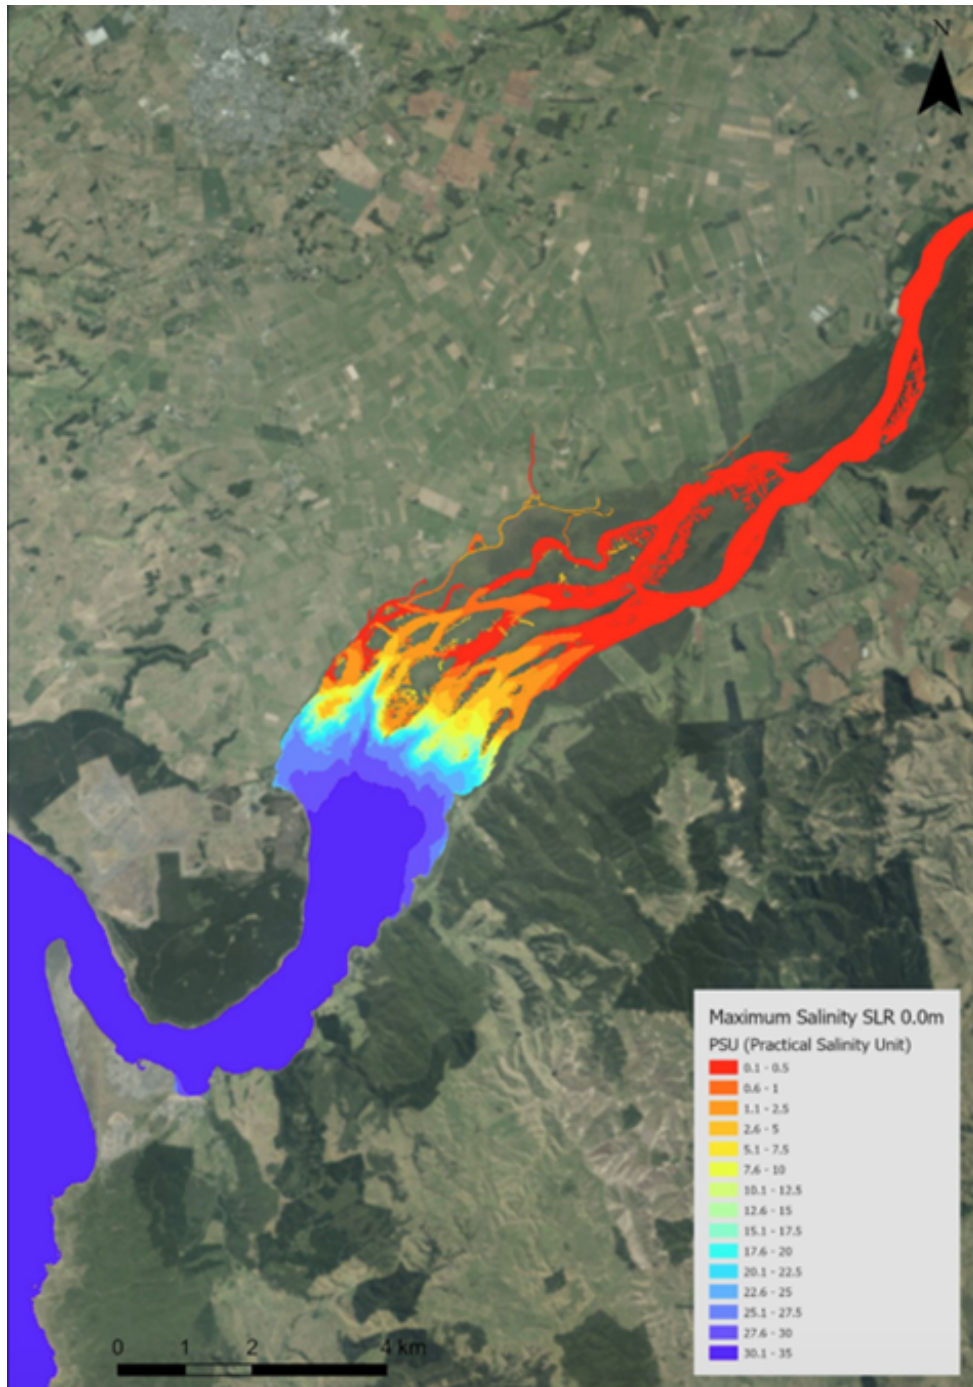 N
Maximum Salinity SLR 0.0m
PSU (Practical Salinity Unit)
0.1 - 0.5
0.6 - 1
1.1 - 2.5
2.6 - 5
5.1 - 7.5
7.6 - 10
10.1 - 12.5
12.6 - 15
15.1 - 17.5
17.6 - 20
20.1 - 22.5
22.6 - 25
25.1 - 27.5
27.6 - 30
30.1 - 35
0 1 2 4 km